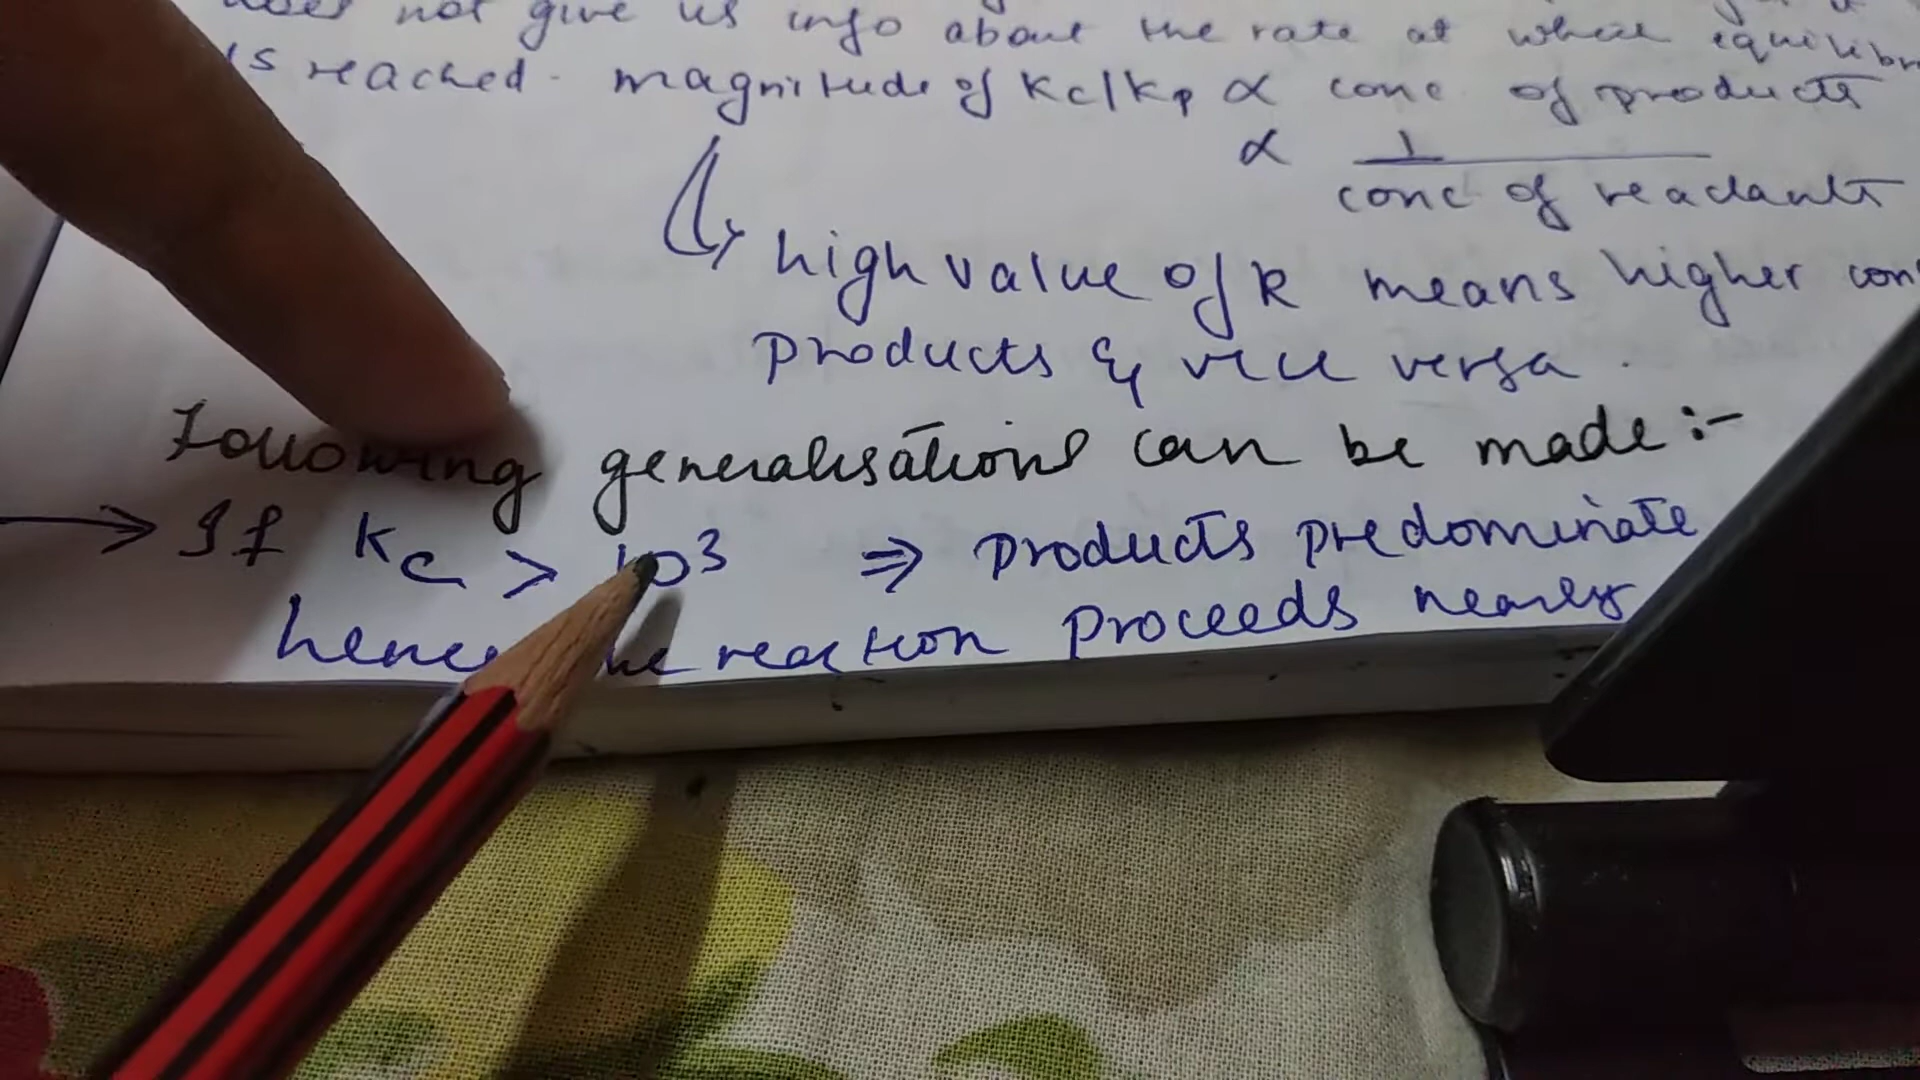 does not give us info about the rate at which equilibr
is reached. magnitude of Kc/Kp ∝ conc of products
∝ 1
conc of reactants
high value of K means higher con
products & vice versa.
Following generalisations can be made:-
→ If Kc > 10³ ⇒ products predominate
hence the reaction proceeds nearly